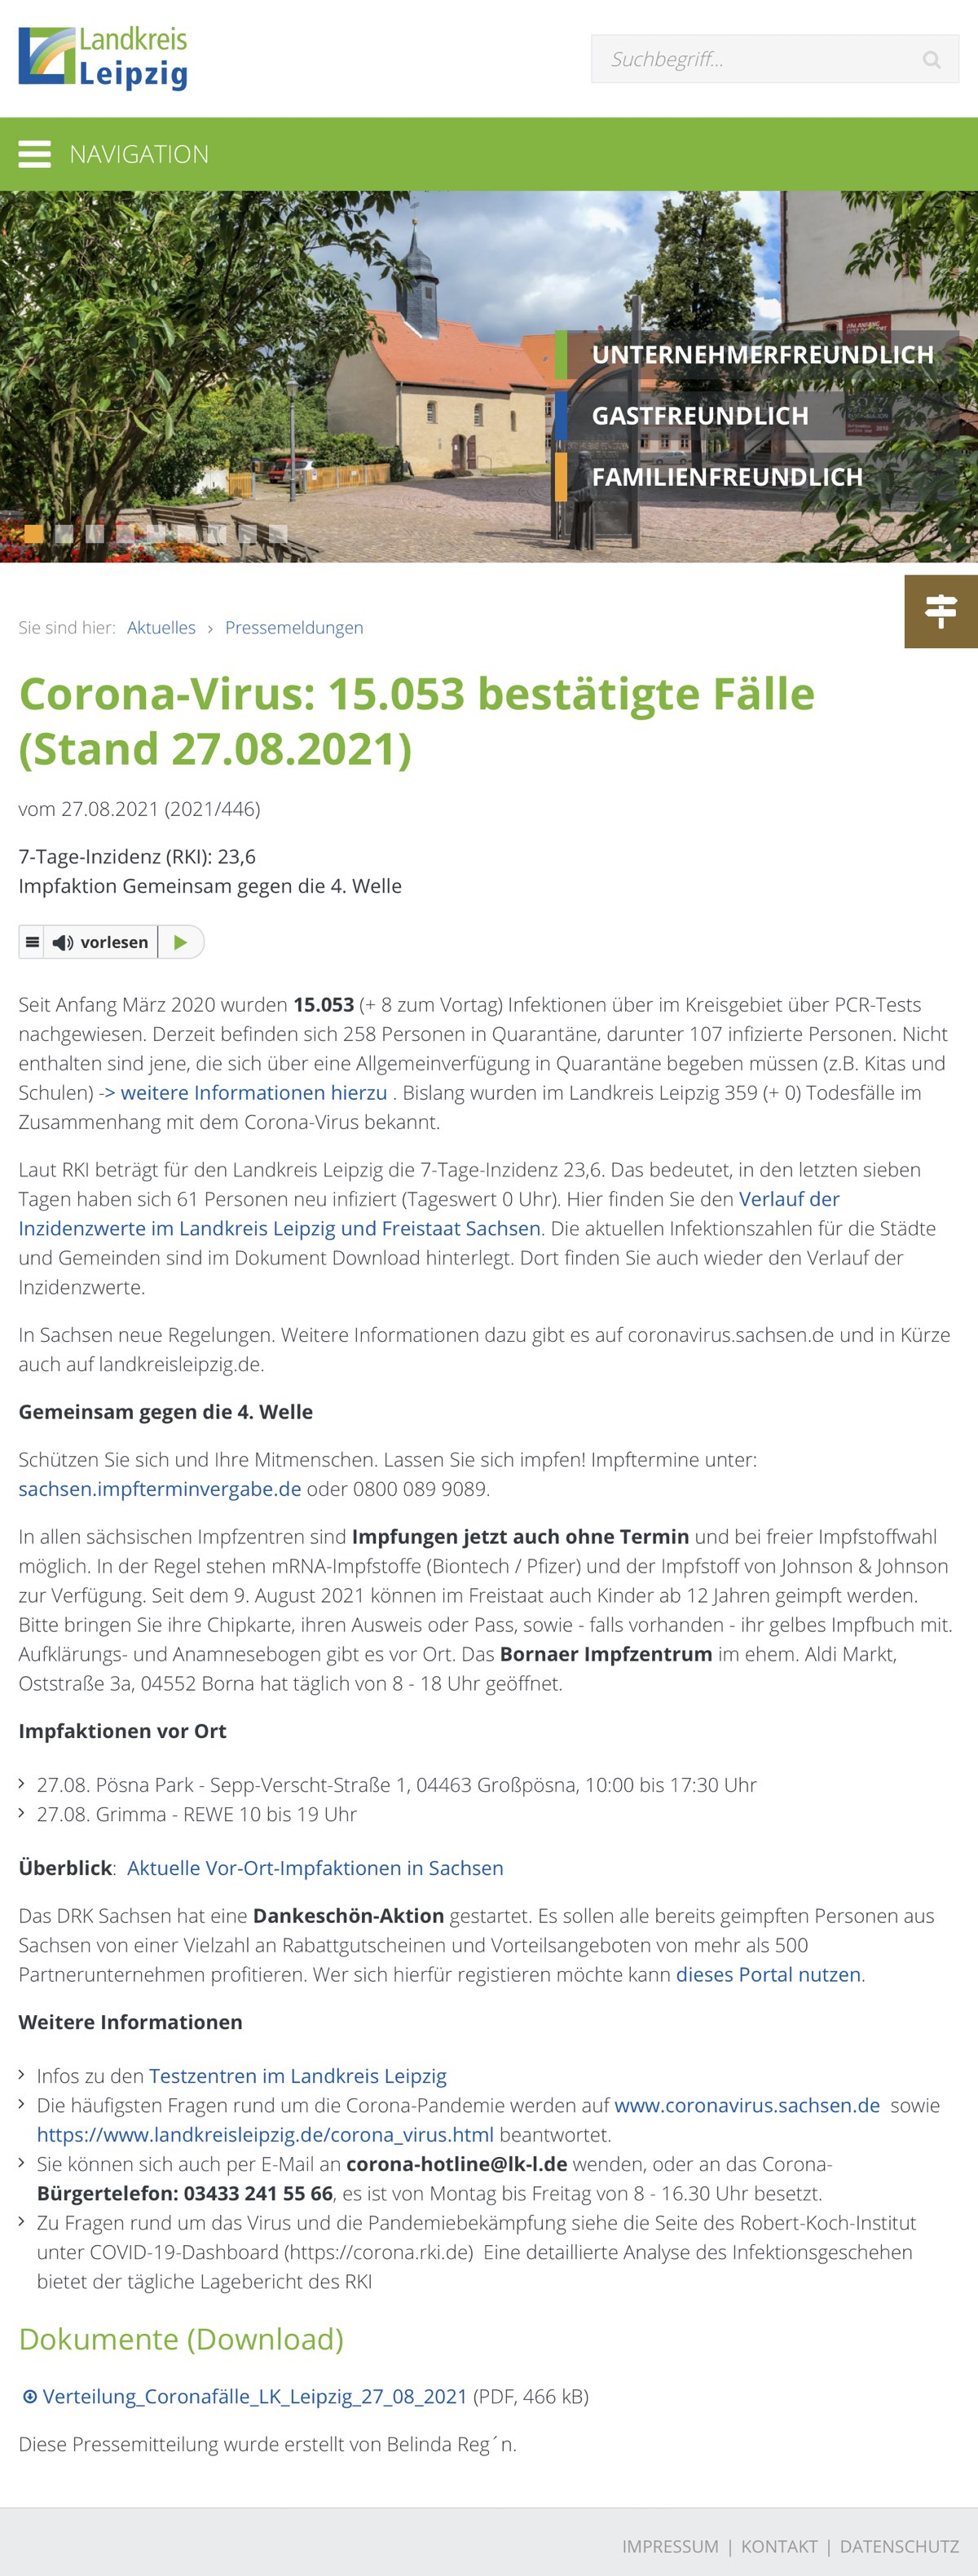 Landkreis
Leipzig
Suchbegriff...
NAVIGATION
UNTERNEHMERFREUNDLICH
GASTFREUNDLICH
FAMILIENFREUNDLICH
Sie sind hier: Aktuelles › Pressemeldungen
Corona-Virus: 15.053 bestätigte Fälle
(Stand 27.08.2021)
vom 27.08.2021 (2021/446)
7-Tage-Inzidenz (RKI): 23,6
Impfaktion Gemeinsam gegen die 4. Welle
vorlesen
Seit Anfang März 2020 wurden 15.053 (+ 8 zum Vortag) Infektionen über im Kreisgebiet über PCR-Tests
nachgewiesen. Derzeit befinden sich 258 Personen in Quarantäne, darunter 107 infizierte Personen. Nicht
enthalten sind jene, die sich über eine Allgemeinverfügung in Quarantäne begeben müssen (z.B. Kitas und
Schulen) -> weitere Informationen hierzu . Bislang wurden im Landkreis Leipzig 359 (+ 0) Todesfälle im
Zusammenhang mit dem Corona-Virus bekannt.
Laut RKI beträgt für den Landkreis Leipzig die 7-Tage-Inzidenz 23,6. Das bedeutet, in den letzten sieben
Tagen haben sich 61 Personen neu infiziert (Tageswert 0 Uhr). Hier finden Sie den Verlauf der
Inzidenzwerte im Landkreis Leipzig und Freistaat Sachsen. Die aktuellen Infektionszahlen für die Städte
und Gemeinden sind im Dokument Download hinterlegt. Dort finden Sie auch wieder den Verlauf der
Inzidenzwerte.
In Sachsen neue Regelungen. Weitere Informationen dazu gibt es auf coronavirus.sachsen.de und in Kürze
auch auf landkreisleipzig.de.
Gemeinsam gegen die 4. Welle
Schützen Sie sich und Ihre Mitmenschen. Lassen Sie sich impfen! Impftermine unter:
sachsen.impfterminvergabe.de oder 0800 089 9089.
In allen sächsischen Impfzentren sind Impfungen jetzt auch ohne Termin und bei freier Impfstoffwahl
möglich. In der Regel stehen mRNA-Impfstoffe (Biontech / Pfizer) und der Impfstoff von Johnson & Johnson
zur Verfügung. Seit dem 9. August 2021 können im Freistaat auch Kinder ab 12 Jahren geimpft werden.
Bitte bringen Sie ihre Chipkarte, ihren Ausweis oder Pass, sowie - falls vorhanden - ihr gelbes Impfbuch mit.
Aufklärungs- und Anamnesebogen gibt es vor Ort. Das Bornaer Impfzentrum im ehem. Aldi Markt,
Oststraße 3a, 04552 Borna hat täglich von 8 - 18 Uhr geöffnet.
Impfaktionen vor Ort
› 27.08. Pösna Park - Sepp-Verscht-Straße 1, 04463 Großpösna, 10:00 bis 17:30 Uhr
› 27.08. Grimma - REWE 10 bis 19 Uhr
Überblick: Aktuelle Vor-Ort-Impfaktionen in Sachsen
Das DRK Sachsen hat eine Dankeschön-Aktion gestartet. Es sollen alle bereits geimpften Personen aus
Sachsen von einer Vielzahl an Rabattgutscheinen und Vorteilsangeboten von mehr als 500
Partnerunternehmen profitieren. Wer sich hierfür registieren möchte kann dieses Portal nutzen.
Weitere Informationen
› Infos zu den Testzentren im Landkreis Leipzig
› Die häufigsten Fragen rund um die Corona-Pandemie werden auf www.coronavirus.sachsen.de sowie
https://www.landkreisleipzig.de/corona_virus.html beantwortet.
› Sie können sich auch per E-Mail an corona-hotline@lk-l.de wenden, oder an das Corona-
Bürgertelefon: 03433 241 55 66, es ist von Montag bis Freitag von 8 - 16.30 Uhr besetzt.
› Zu Fragen rund um das Virus und die Pandemiebekämpfung siehe die Seite des Robert-Koch-Institut
unter COVID-19-Dashboard (https://corona.rki.de) Eine detaillierte Analyse des Infektionsgeschehen
bietet der tägliche Lagebericht des RKI
Dokumente (Download)
Verteilung_Coronafälle_LK_Leipzig_27_08_2021 (PDF, 466 kB)
Diese Pressemitteilung wurde erstellt von Belinda Reg´n.
IMPRESSUM | KONTAKT | DATENSCHUTZ